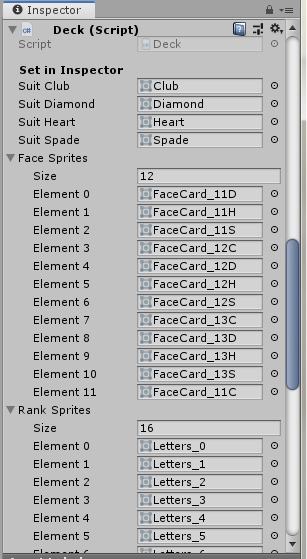 Inspector
Deck (Script)
Script Deck
Set in Inspector
Suit Club Club
Suit Diamond Diamond
Suit Heart Heart
Suit Spade Spade
Face Sprites
Size 12
Element 0 FaceCard_11D
Element 1 FaceCard_11H
Element 2 FaceCard_11S
Element 3 FaceCard_12C
Element 4 FaceCard_12D
Element 5 FaceCard_12H
Element 6 FaceCard_12S
Element 7 FaceCard_13C
Element 8 FaceCard_13D
Element 9 FaceCard_13H
Element 10 FaceCard_13S
Element 11 FaceCard_11C
Rank Sprites
Size 16
Element 0 Letters_0
Element 1 Letters_1
Element 2 Letters_2
Element 3 Letters_3
Element 4 Letters_4
Element 5 Letters_5
Element 6 Letters_6